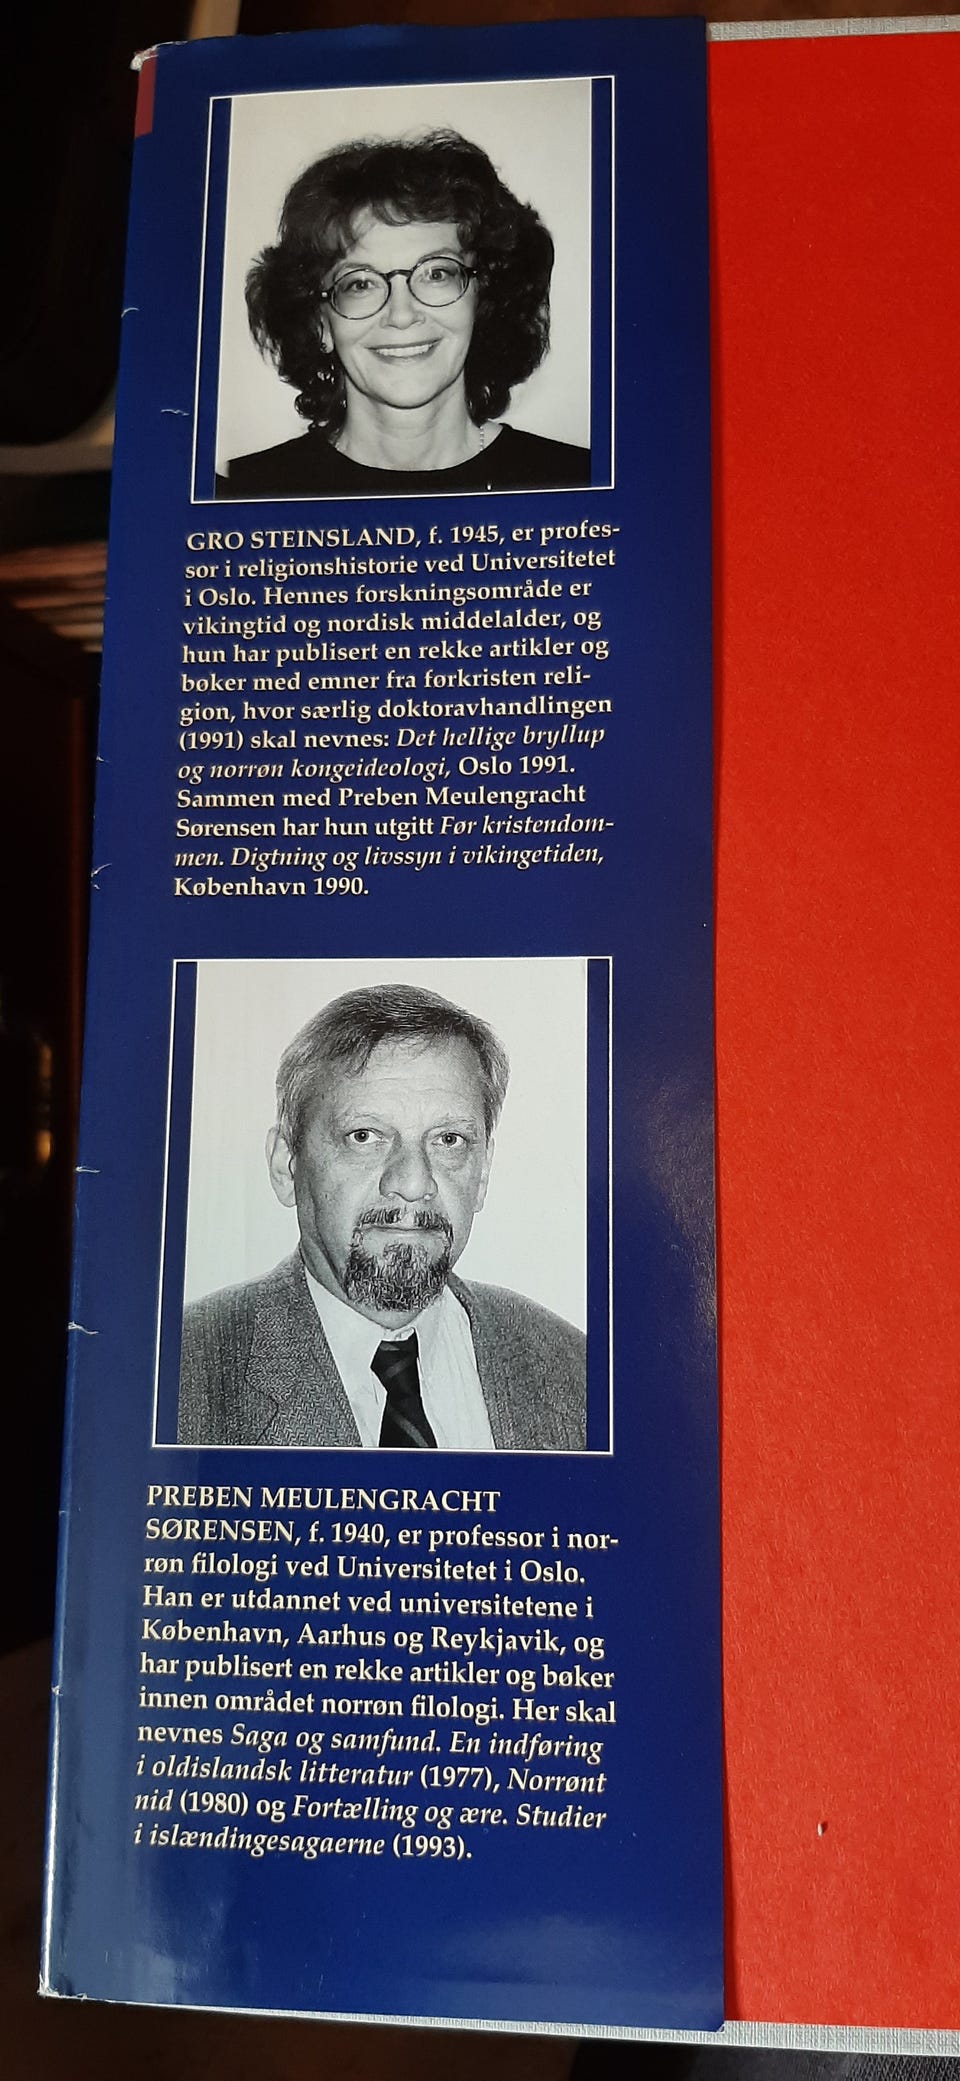 GRO STEINSLAND, f. 1945, er profes-
sor i religionshistorie ved Universitetet
i Oslo. Hennes forskningsområde er
vikingtid og nordisk middelalder, og
hun har publisert en rekke artikler og
bøker med emner fra førkristen reli-
gion, hvor særlig doktoravhandlingen
(1991) skal nevnes: Det hellige bryllup
og norrøn kongeideologi, Oslo 1991.
Sammen med Preben Meulengracht
Sørensen har hun utgitt Før kristendom-
men. Digtning og livssyn i vikingetiden,
København 1990.
PREBEN MEULENGRACHT
SØRENSEN, f. 1940, er professor i nor-
røn filologi ved Universitetet i Oslo.
Han er utdannet ved universitetene i
København, Aarhus og Reykjavik, og
har publisert en rekke artikler og bøker
innen området norrøn filologi. Her skal
nevnes Saga og samfund. En indføring
i oldislandsk litteratur (1977), Norrønt
nid (1980) og Fortælling og ære. Studier
i islændingesagaerne (1993).